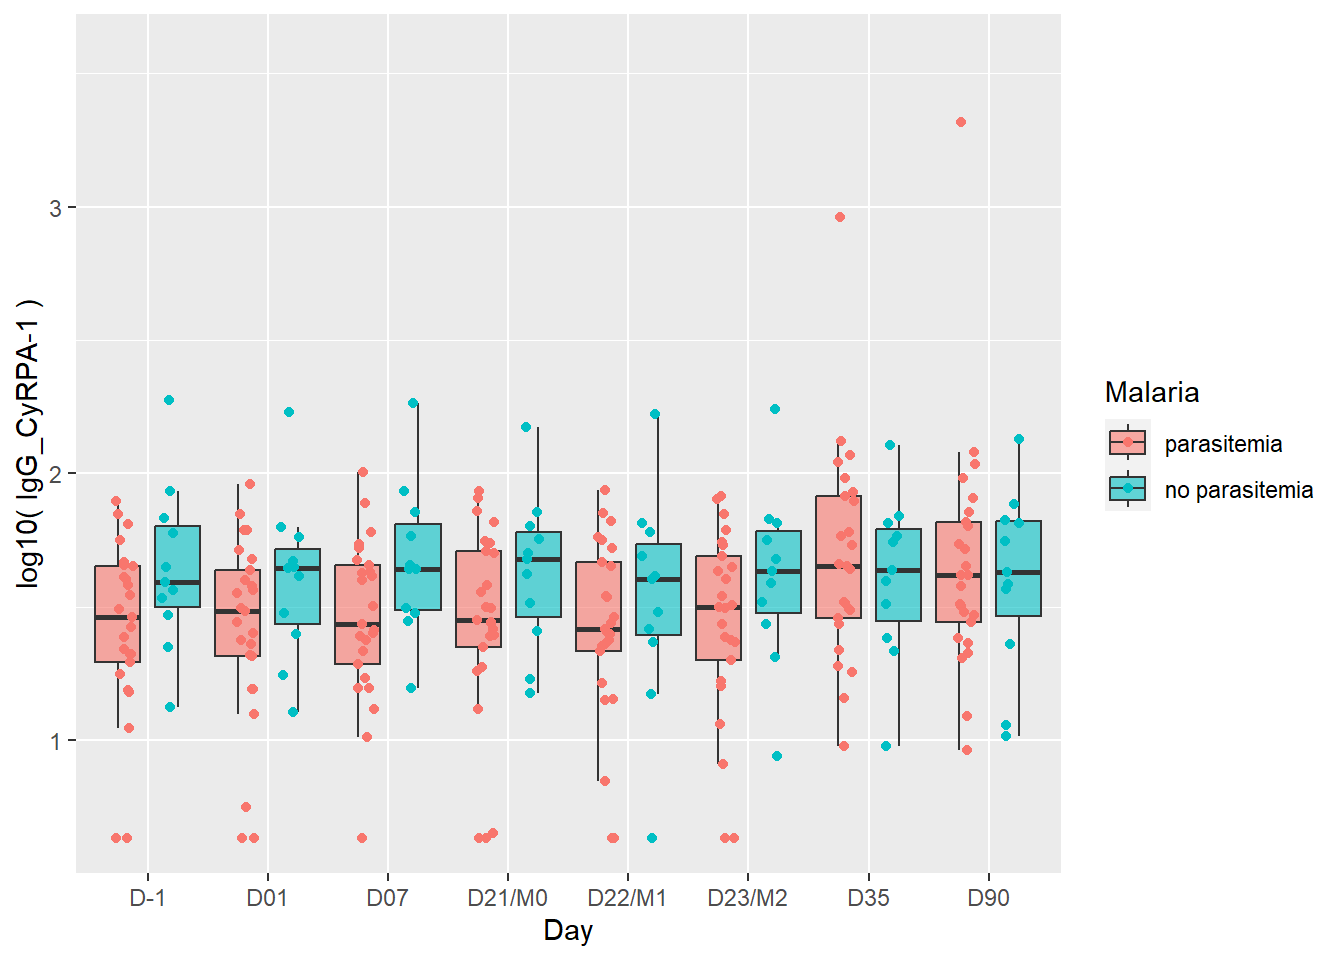 log10( IgG_CyRPA-1 )
3
2
1
D-1 D01 D07 D21/M0 D22/M1 D23/M2 D35 D90
Day
Malaria
parasitemia
no parasitemia